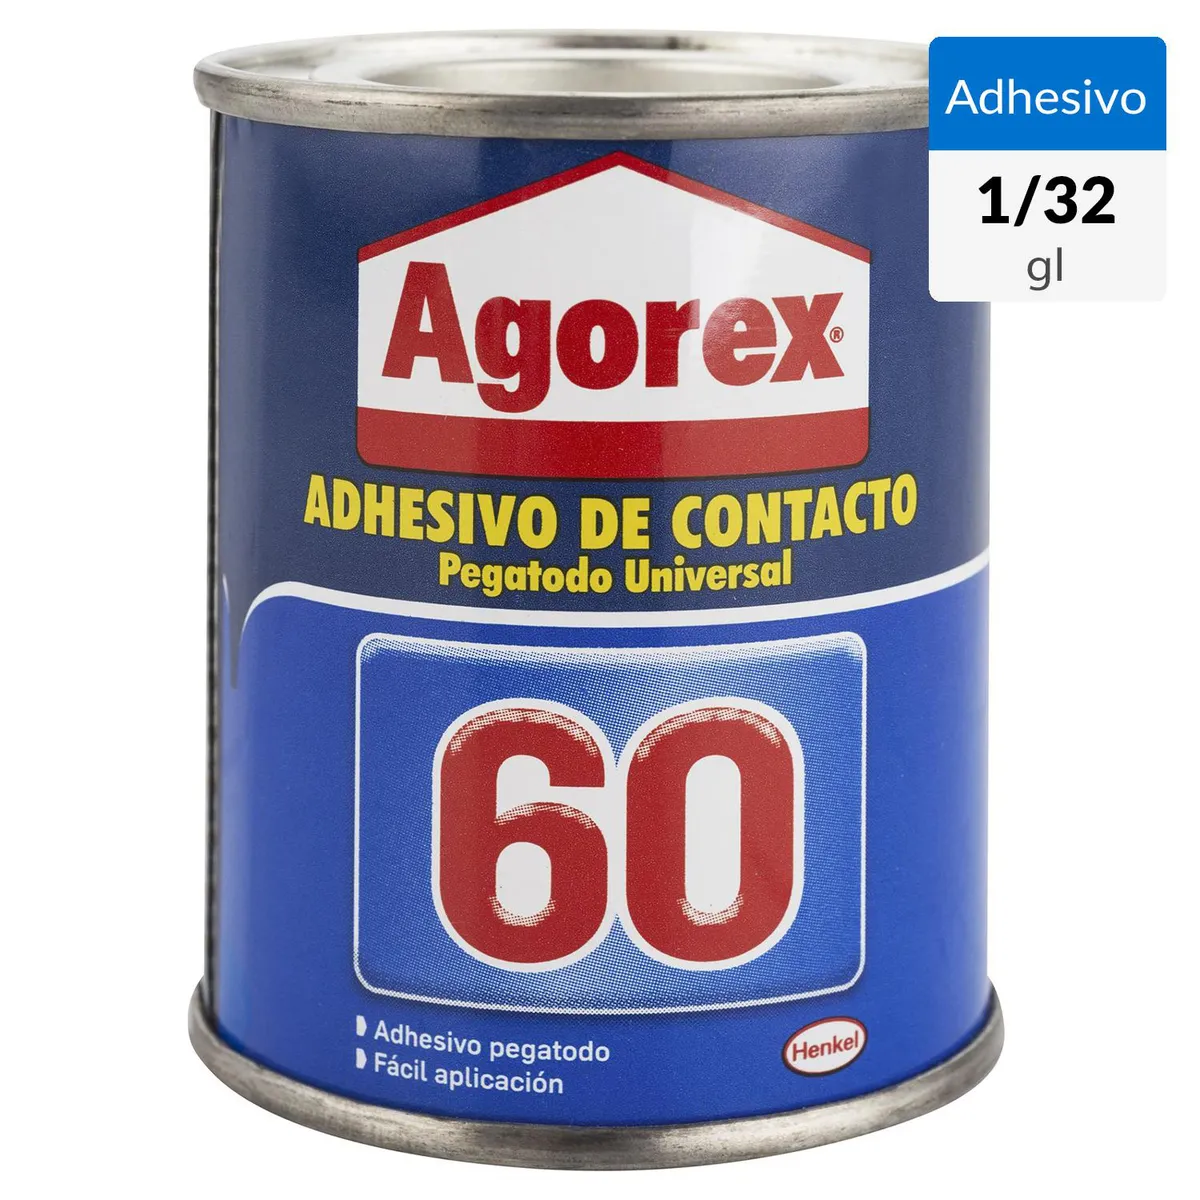 Adhesivo
1/32
gl
Agorex®
ADHESIVO DE CONTACTO
Pegatodo Universal
60
Adhesivo pegatodo
Fácil aplicación
Henkel